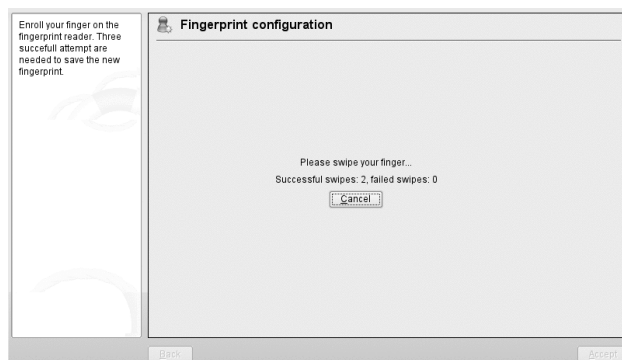 Enroll your finger on the
fingerprint reader. Three
succefull attempt are
needed to save the new
fingerprint.
Fingerprint configuration
Please swipe your finger...
Successful swipes: 2, failed swipes: 0
Cancel
Back
Accept